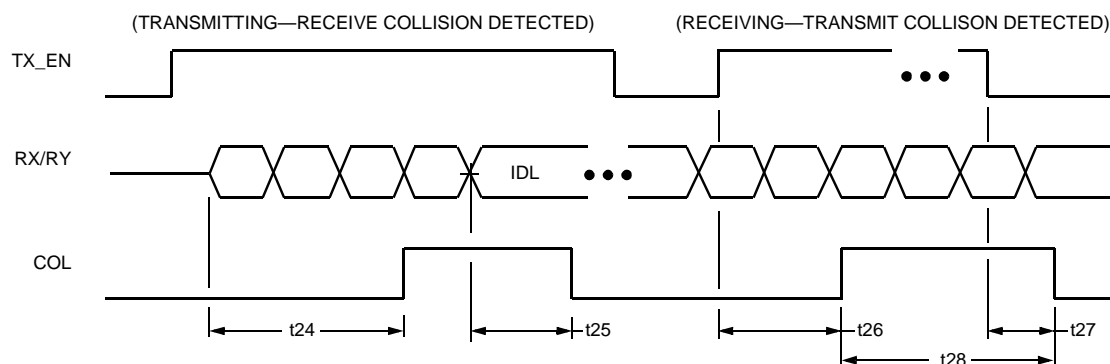 (TRANSMITTING—RECEIVE COLLISION DETECTED) (RECEIVING—TRANSMIT COLLISON DETECTED)
TX_EN
RX/RY IDL
COL
t24 t25 t26 t27
t28